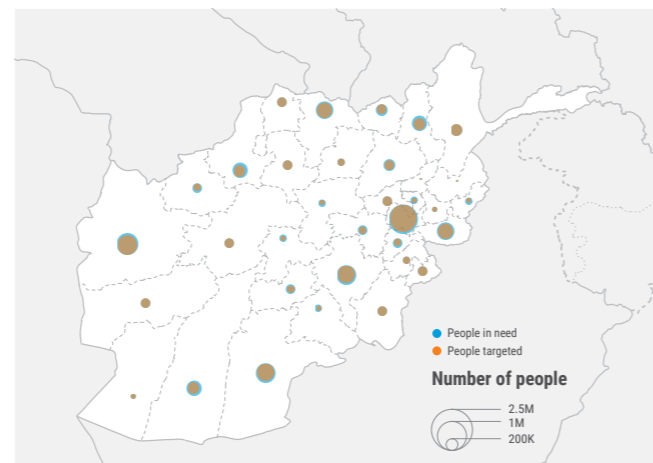 People in need
People targeted
Number of people
2.5M
1M
200K